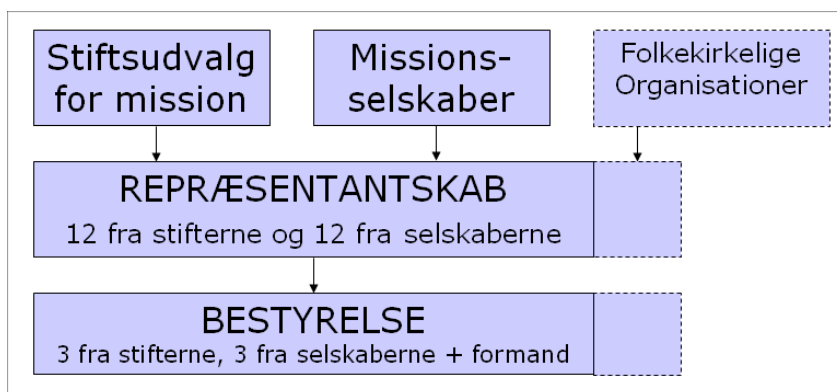 Stiftsudvalg
for mission
Missions-
selskaber
Folkekirkelige
Organisationer
REPRÆSENTANTSKAB
12 fra stifterne og 12 fra selskaberne
BESTYRELSE
3 fra stifterne, 3 fra selskaberne + formand